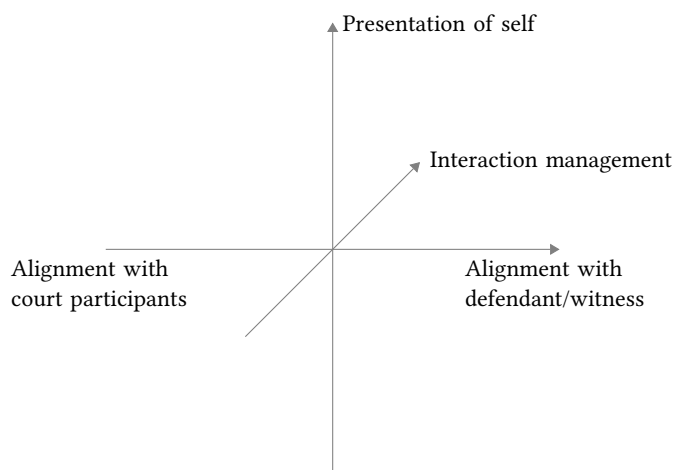 Presentation of self
Interaction management
Alignment with
court participants
Alignment with
defendant/witness